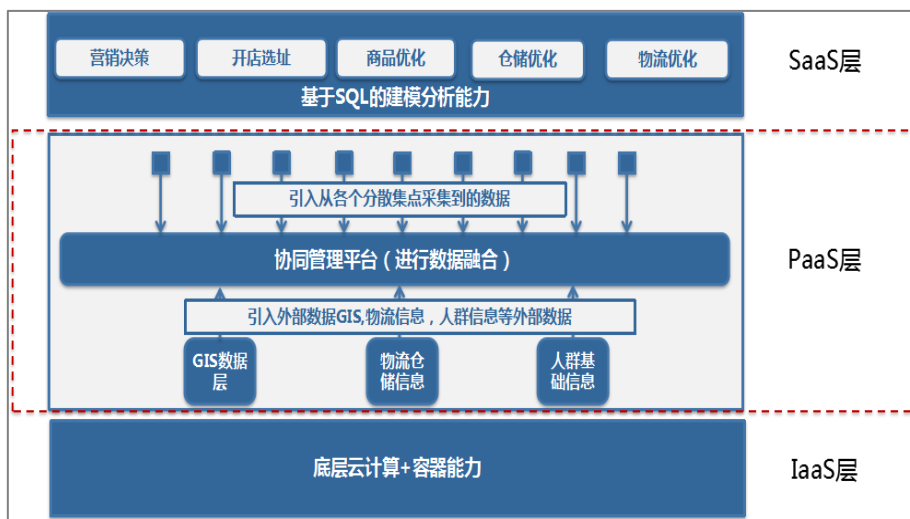 营销决策
开店选址
商品优化
仓储优化
物流优化
基于SQL的建模分析能力
SaaS层
引入从各个分散集点采集到的数据
协同管理平台（进行数据融合）
PaaS层
引入外部数据GIS,物流信息，人群信息等外部数据
GIS数据
层
物流仓
储信息
人群基
础信息
底层云计算+容器能力
IaaS层